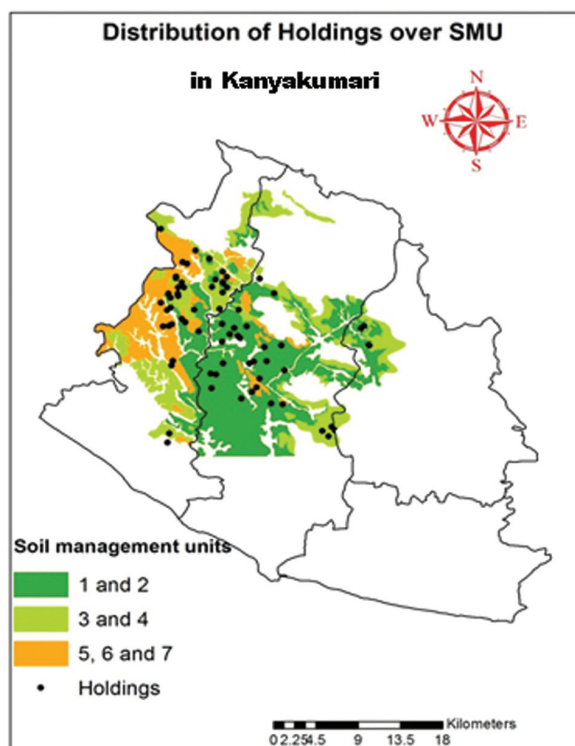 Distribution of Holdings over SMU
in Kanyakumari
N
W E
S
Soil management units
1 and 2
3 and 4
5, 6 and 7
Holdings
Kilometers
0 2.25 4.5 9 13.5 18